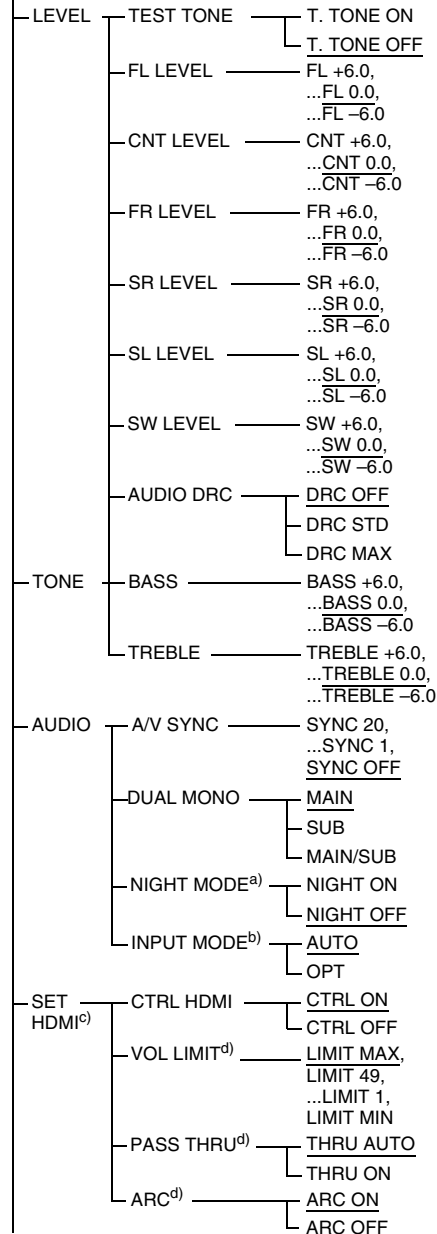 LEVEL TEST TONE T. TONE ON
T. TONE OFF
FL LEVEL FL +6.0,
...FL 0.0,
...FL –6.0
CNT LEVEL CNT +6.0,
...CNT 0.0,
...CNT –6.0
FR LEVEL FR +6.0,
...FR 0.0,
...FR –6.0
SR LEVEL SR +6.0,
...SR 0.0,
...SR –6.0
SL LEVEL SL +6.0,
...SL 0.0,
...SL –6.0
SW LEVEL SW +6.0,
...SW 0.0,
...SW –6.0
AUDIO DRC DRC OFF
DRC STD
DRC MAX
TONE BASS BASS +6.0,
...BASS 0.0,
...BASS –6.0
TREBLE TREBLE +6.0,
...TREBLE 0.0,
...TREBLE –6.0
AUDIO A/V SYNC SYNC 20,
...SYNC 1,
SYNC OFF
DUAL MONO MAIN
SUB
MAIN/SUB
NIGHT MODEa) NIGHT ON
NIGHT OFF
INPUT MODEb) AUTO
OPT
SET CTRL HDMI CTRL ON
HDMIc) CTRL OFF
VOL LIMITd) LIMIT MAX,
LIMIT 49,
...LIMIT 1,
LIMIT MIN
PASS THRUd) THRU AUTO
THRU ON
ARCd) ARC ON
ARC OFF